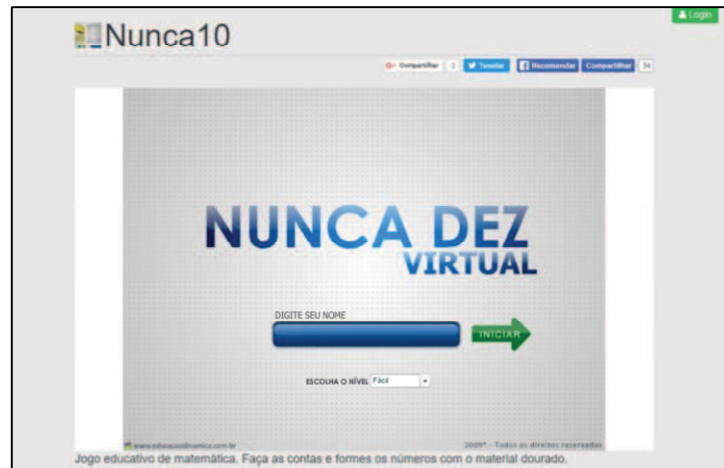 Login
Nunca10
G+ Compartilhar Tweetar Recomendar Compartilhar 34
NUNCA DEZ
VIRTUAL
DIGITE SEU NOME
INICIAR
ESCOLHA O NÍVEL Fácil
www.educacaodinamica.com.br 2009® - Todos os direitos reservados
Jogo educativo de matemática. Faça as contas e formes os números com o material dourado.